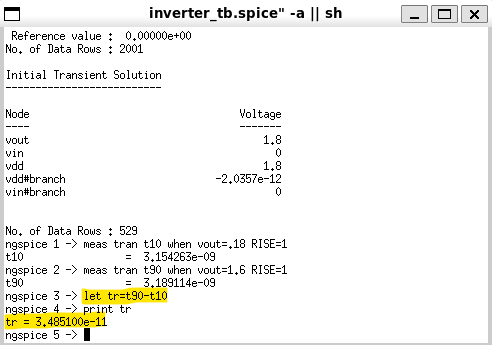 inverter_tb.spice" -a || sh
Reference value :  0.00000e+00
No. of Data Rows : 2001
Initial Transient Solution
--------------------------
Node                                   Voltage
----                                   -------
vout                                       1.8
vin                                          0
vdd                                        1.8
vdd#branch                         -2.0357e-12
vin#branch                                   0
No. of Data Rows : 529
ngspice 1 -> meas tran t10 when vout=.18 RISE=1
t10                 =  3.154263e-09
ngspice 2 -> meas tran t90 when vout=1.6 RISE=1
t90                 =  3.189114e-09
ngspice 3 -> let tr=t90-t10
ngspice 4 -> print tr
tr = 3.485100e-11
ngspice 5 ->